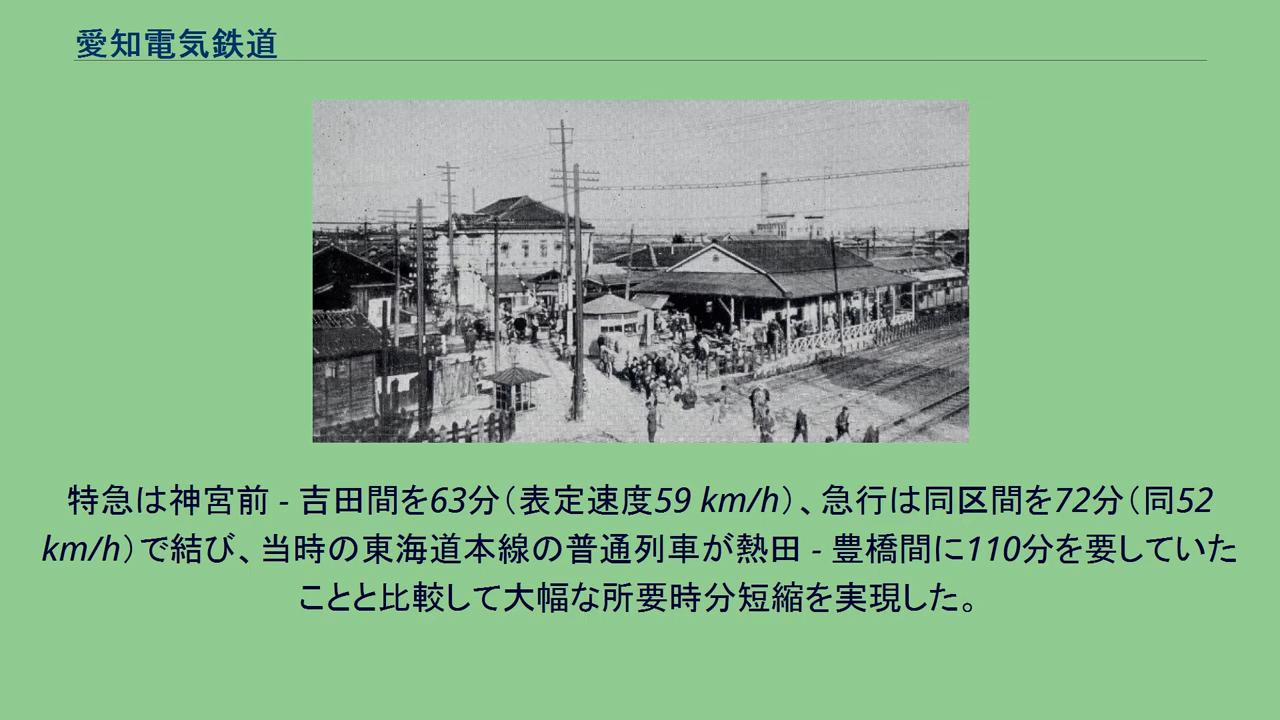 愛知電気鉄道
特急は神宮前 - 吉田間を63分（表定速度59 km/h）、急行は同区間を72分（同52
km/h）で結び、当時の東海道本線の普通列車が熱田 - 豊橋間に110分を要していた
ことと比較して大幅な所要時分短縮を実現した。